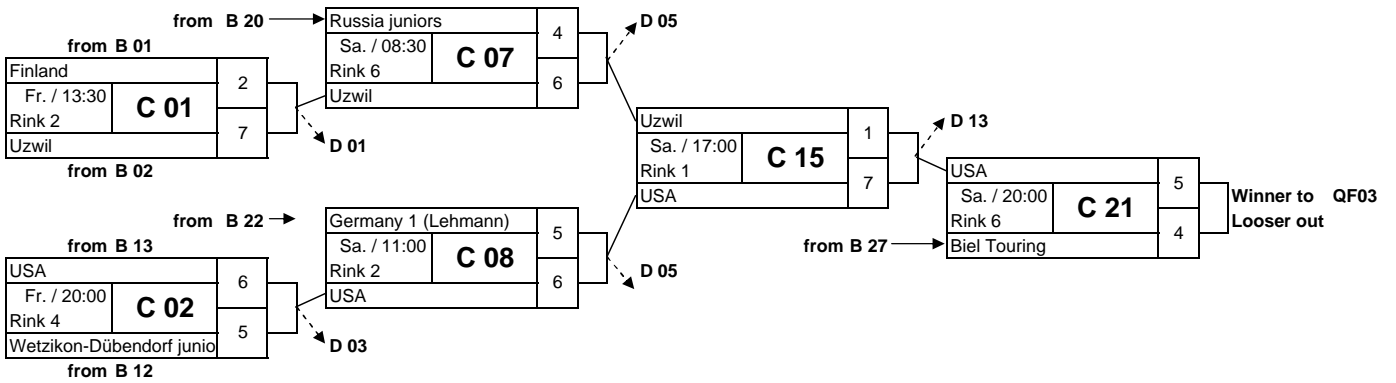 from B 20
Russia juniors
4
Sa. / 08:30
C 07
Rink 6
6
Uzwil
D 05
from B 01
Finland
2
Fr. / 13:30
C 01
Rink 2
7
Uzwil
from B 02
D 01
Uzwil
1
Sa. / 17:00
C 15
Rink 1
7
USA
D 13
from B 22
Germany 1 (Lehmann)
5
Sa. / 11:00
C 08
Rink 2
6
USA
D 05
from B 13
USA
6
Fr. / 20:00
C 02
Rink 4
5
Wetzikon-Dübendorf junio
from B 12
D 03
USA
5
Sa. / 20:00
C 21
Rink 6
4
from B 27
Biel Touring
Winner to QF03
Looser out